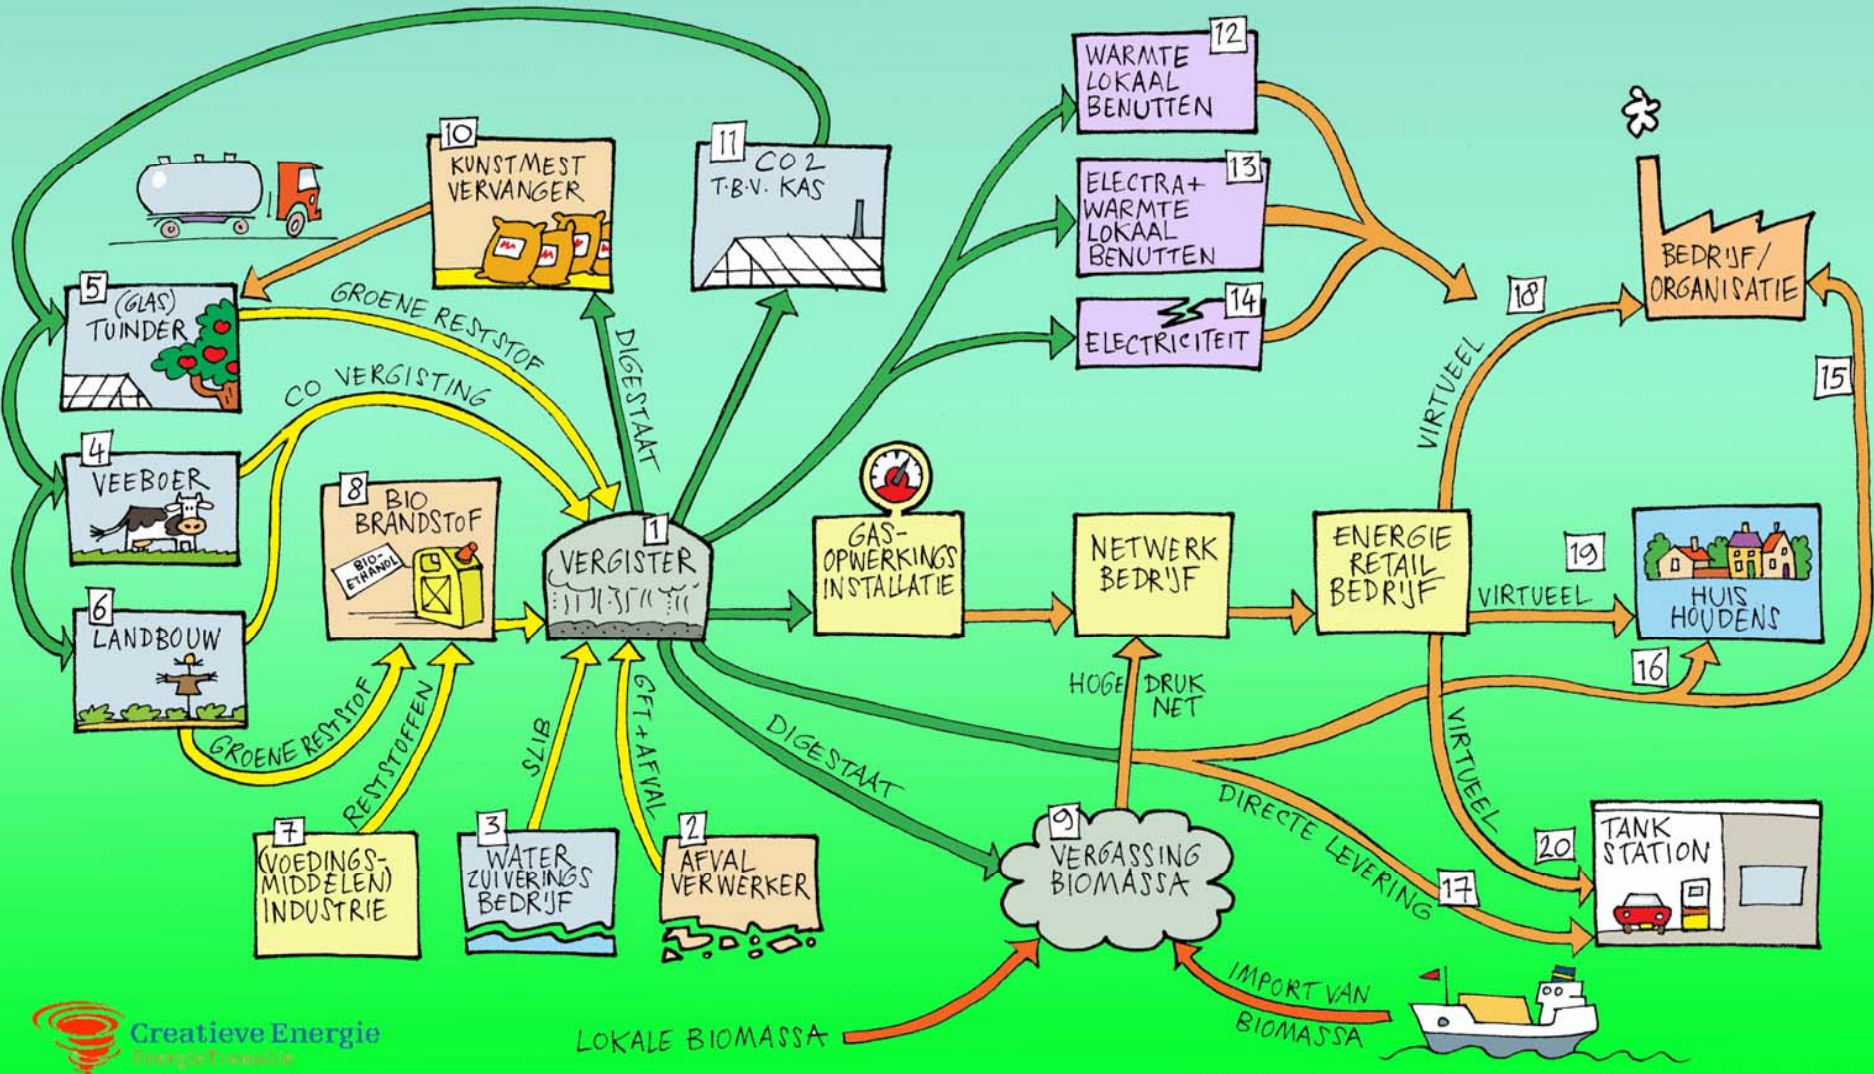 12
WARMTE
LOKAAL
BENUTTEN
10
KUNSTMEST
VERVANGER
11
CO2
T.B.V. KAS
13
ELECTRA+
WARMTE
LOKAAL
BENUTTEN
14
ELECTRICITEIT
BEDRIJF/
ORGANISATIE
18
VIRTUEEL
15
5
(GLAS)
TUINDER
GROENE RESTSTOF
CO VERGISTING
DIGESTAAT
4
VEEBOER
8
BIO
BRANDSTOF
BIO-
ETHANOL
1
VERGISTER
GAS-
OPWERKINGS
INSTALLATIE
NETWERK
BEDRIJF
ENERGIE
RETAIL
BEDRIJF
19
VIRTUEEL
HUIS
HOUDENS
16
6
LANDBOUW
GROENE RESTSTOF
RESTSTOFFEN
SLIB
GFT+AFVAL
DIGESTAAT
HOGE DRUK
NET
VIRTUEEL
DIRECTE LEVERING
17
20
TANK
STATION
7
(VOEDINGS-
MIDDELEN)
INDUSTRIE
3
WATER
ZUIVERINGS
BEDRIJF
2
AFVAL
VERWERKER
9
VERGASSING
BIOMASSA
LOKALE BIOMASSA
IMPORT VAN
BIOMASSA
Creatieve Energie
EnergieTransitie